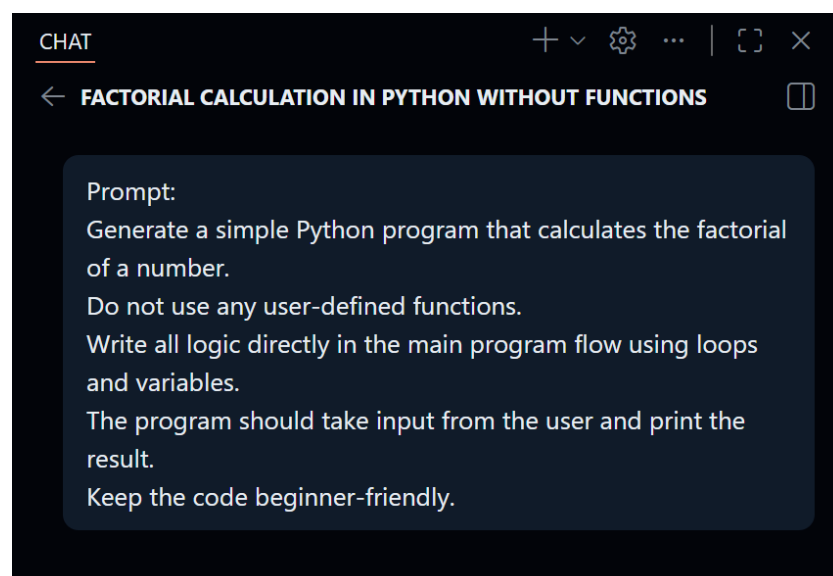 CHAT
FACTORIAL CALCULATION IN PYTHON WITHOUT FUNCTIONS
Prompt:
Generate a simple Python program that calculates the factorial
of a number.
Do not use any user-defined functions.
Write all logic directly in the main program flow using loops
and variables.
The program should take input from the user and print the
result.
Keep the code beginner-friendly.